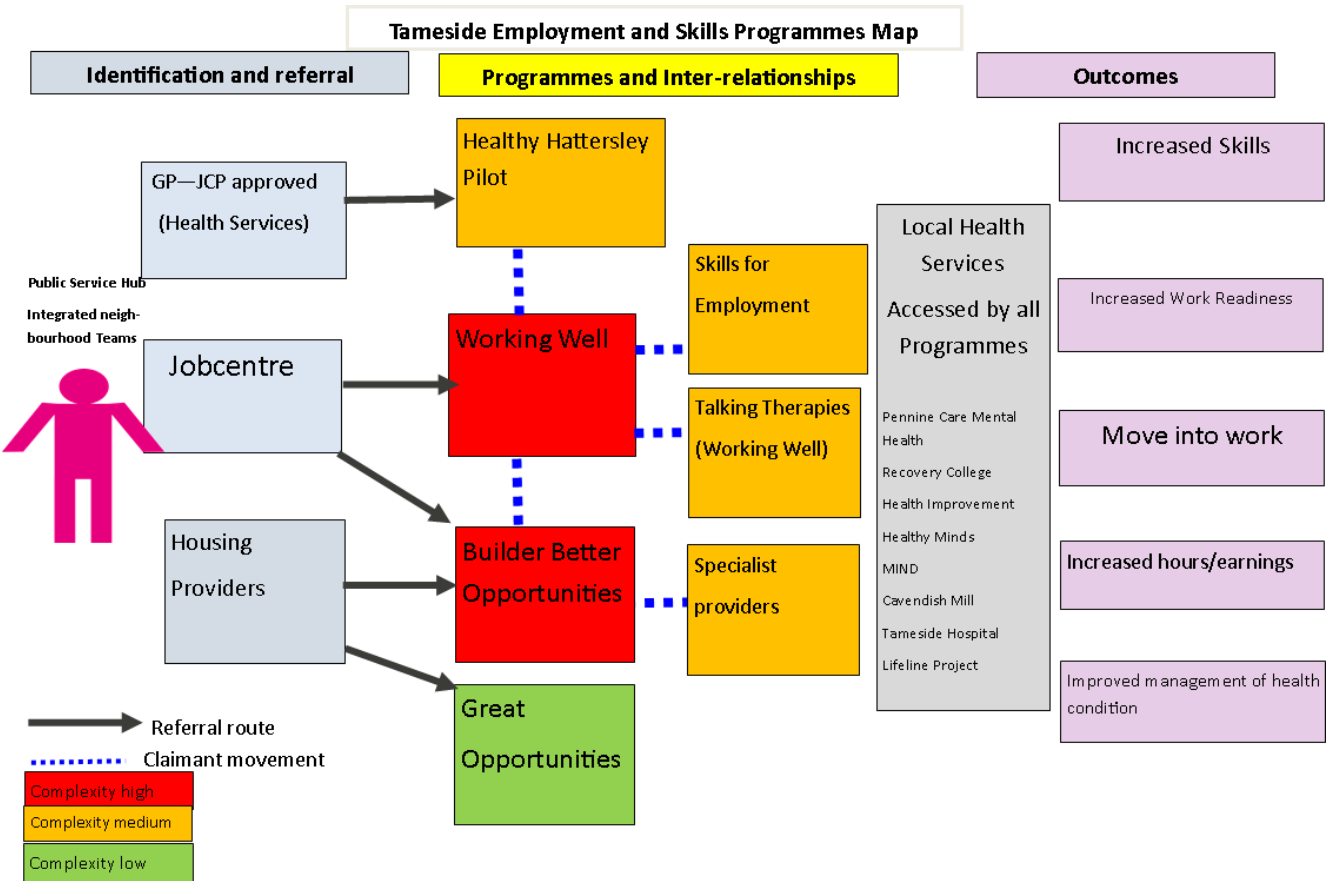 Tameside Employment and Skills Programmes Map
Identification and referral
Programmes and Inter-relationships
Outcomes
GP—JCP approved
(Health Services)
Public Service Hub
Integrated neigh-
bourhood Teams
Jobcentre
Housing
Providers
Healthy Hattersley
Pilot
Working Well
Builder Better
Opportunities
Great
Opportunities
Skills for
Employment
Talking Therapies
(Working Well)
Specialist
providers
Local Health
Services
Accessed by all
Programmes
Pennine Care Mental
Health
Recovery College
Health Improvement
Healthy Minds
MIND
Cavendish Mill
Tameside Hospital
Lifeline Project
Increased Skills
Increased Work Readiness
Move into work
Increased hours/earnings
Improved management of health
condition
Referral route
Claimant movement
Complexity high
Complexity medium
Complexity low